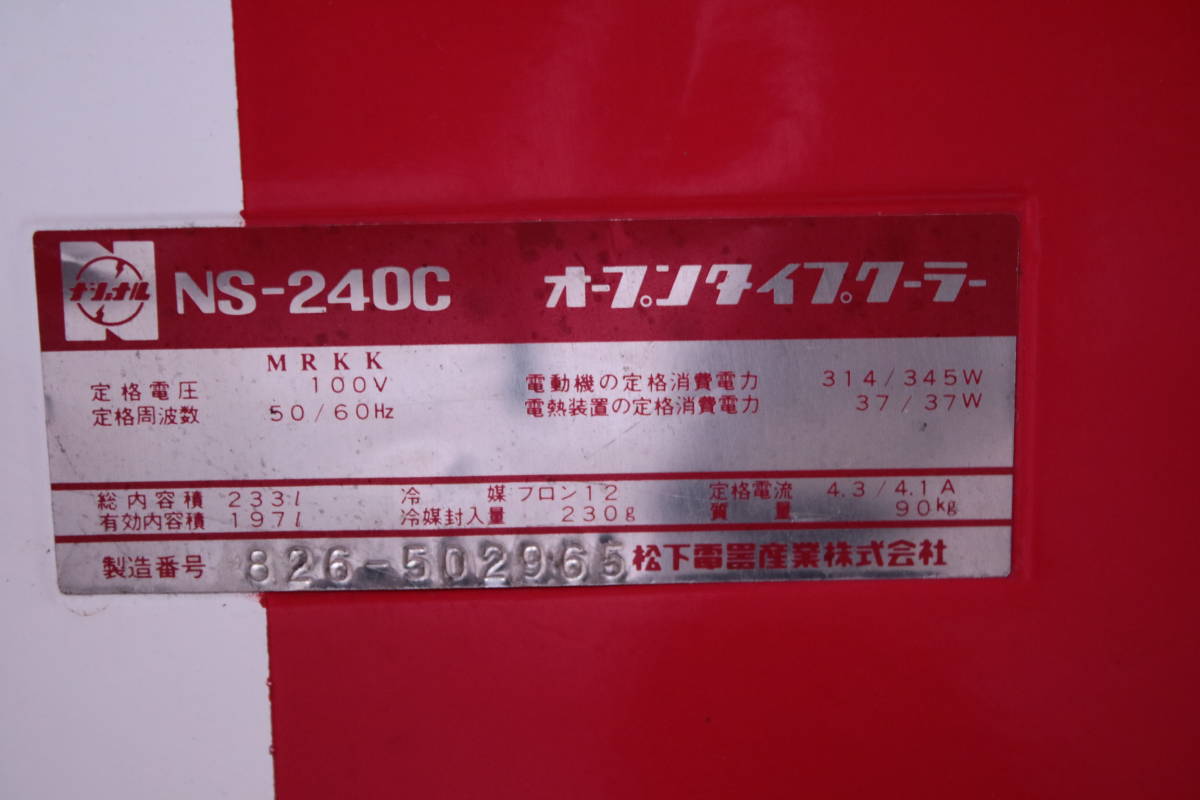 ナショナル NS-240C オープンタイプクーラー
MRKK
定格電圧 100V 電動機の定格消費電力 314/345W
定格周波数 50/60Hz 電熱装置の定格消費電力 37/37W
総内容積 233l 冷媒 フロン12 定格電流 4.3/4.1A
有効内容積 197l 冷媒封入量 230g 質量 90kg
製造番号 826-502965 松下電器産業株式会社